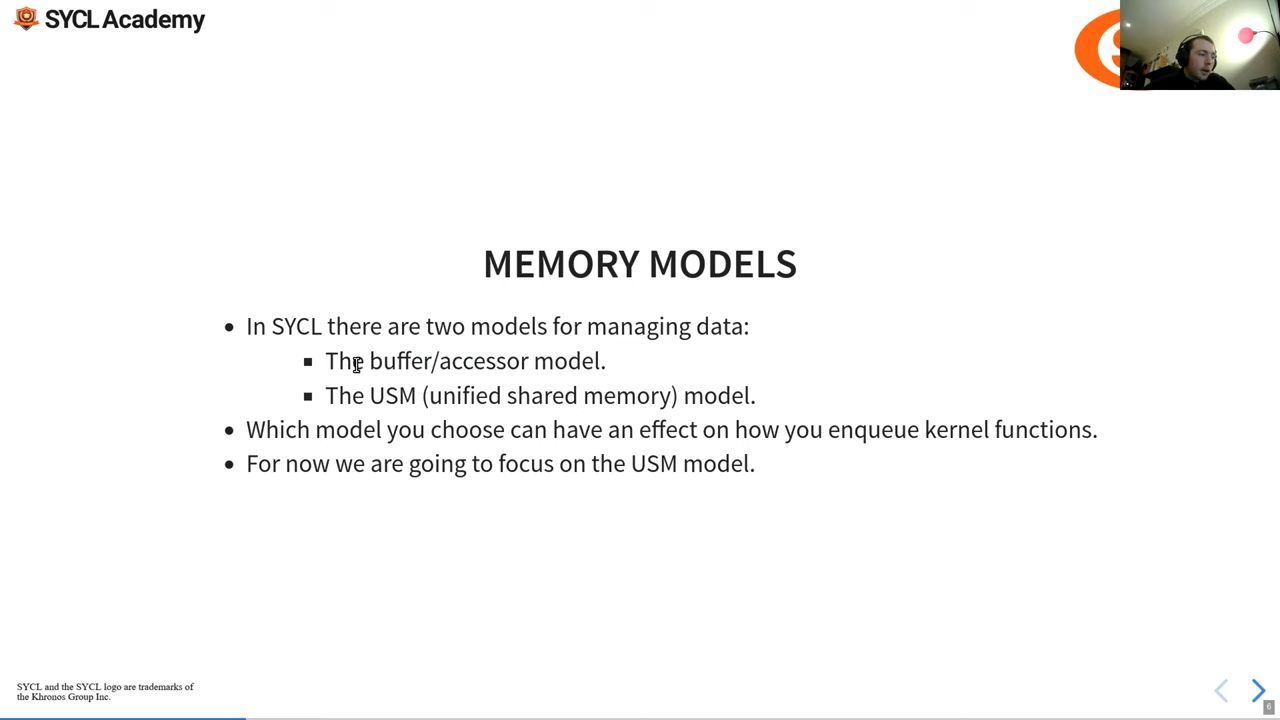 SYCL Academy
MEMORY MODELS
In SYCL there are two models for managing data:
The buffer/accessor model.
The USM (unified shared memory) model.
Which model you choose can have an effect on how you enqueue kernel functions.
For now we are going to focus on the USM model.
SYCL and the SYCL logo are trademarks of
the Khronos Group Inc.
6